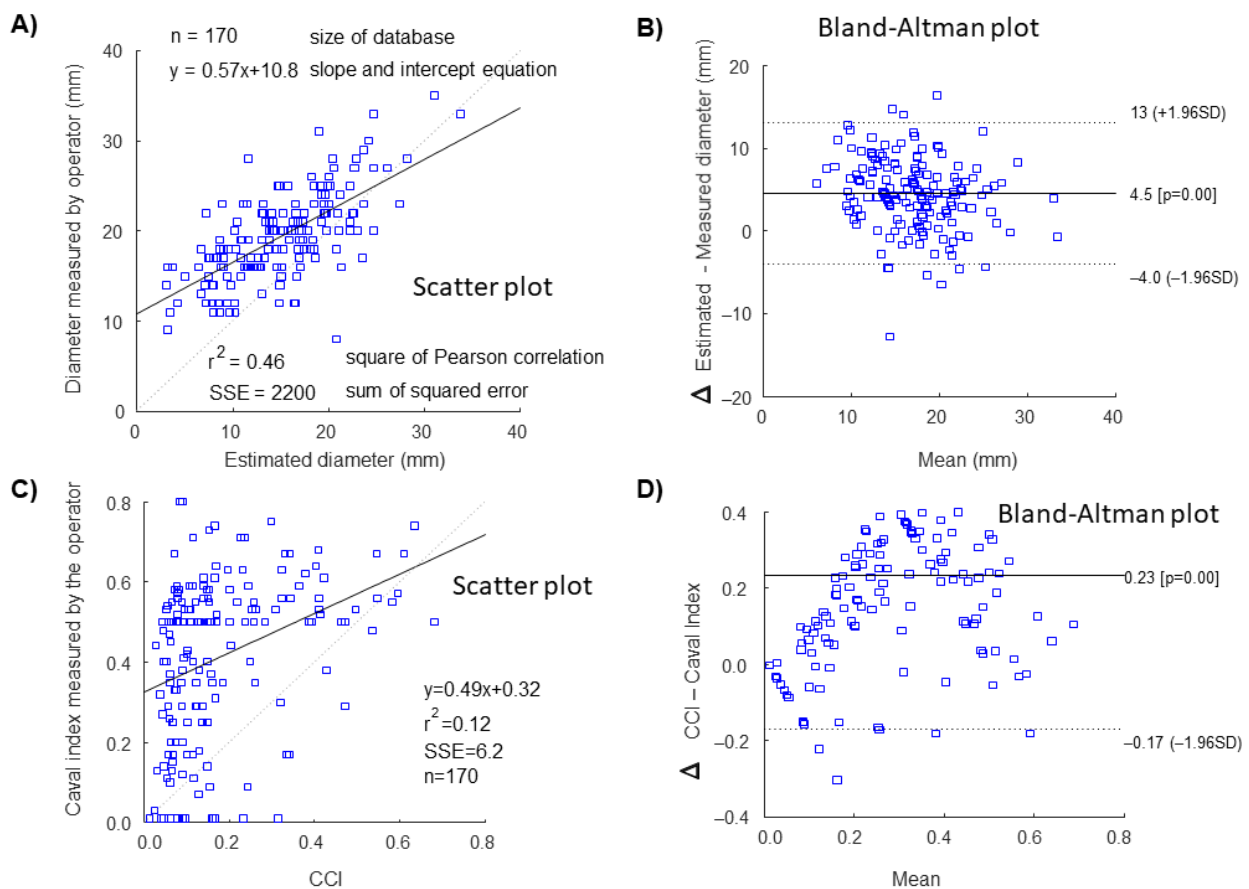 A)
n = 170 size of database
y = 0.57x+10.8 slope and intercept equation
Diameter measured by operator (mm)
40
30
20
10
0
Scatter plot
r² = 0.46 square of Pearson correlation
SSE = 2200 sum of squared error
0 10 20 30 40
Estimated diameter (mm)
B)
Bland-Altman plot
Δ Estimated - Measured diameter (mm)
20
10
0
–10
–20
13 (+1.96SD)
4.5 [p=0.00]
–4.0 (–1.96SD)
0 10 20 30 40
Mean (mm)
C)
Caval index measured by the operator
0.8
0.6
0.4
0.2
0.0
Scatter plot
y=0.49x+0.32
r²=0.12
SSE=6.2
n=170
0.0 0.2 0.4 0.6 0.8
CCI
D)
Bland-Altman plot
Δ CCI – Caval Index
0.4
0.2
0.0
–0.2
–0.4
0.23 [p=0.00]
–0.17 (–1.96SD)
0.0 0.2 0.4 0.6 0.8
Mean